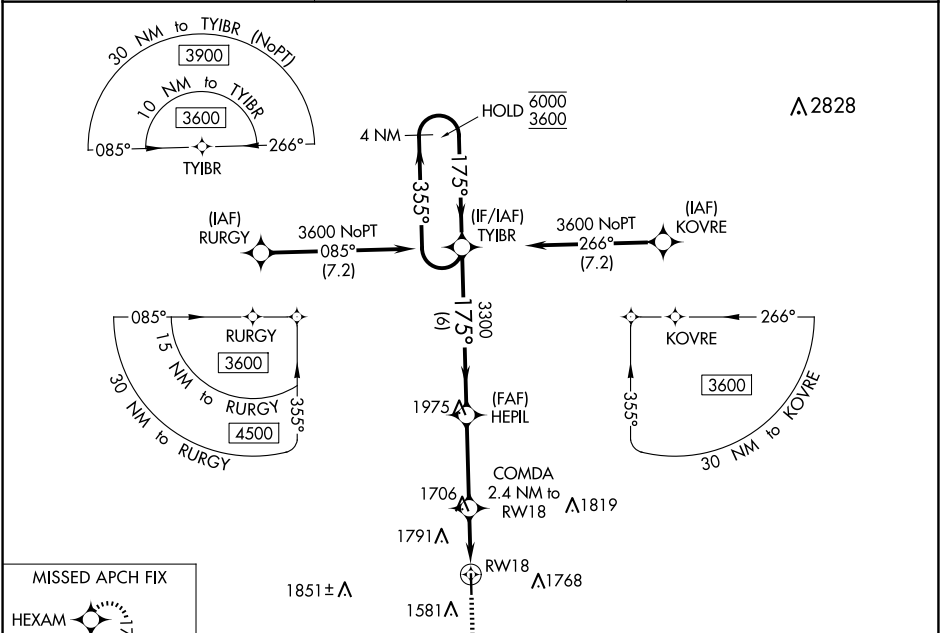 30 NM to TYIBR (NoPT)
3900
10 NM to TYIBR
3600
085°
266°
TYIBR
HOLD
6000
3600
4 NM
2828
355°
175°
(IAF)
RURGY
3600 NoPT
085°
(7.2)
(IF/IAF)
TYIBR
3600 NoPT
266°
(7.2)
(IAF)
KOVRE
3300
175°
(6)
085°
RURGY
3600
15 NM to RURGY
4500
30 NM to RURGY
355°
266°
KOVRE
3600
355°
30 NM to KOVRE
1975
(FAF)
HEPIL
COMDA
2.4 NM to
RW18
1706
1819
1791
RW18
1768
1851±
1581
MISSED APCH FIX
HEXAM